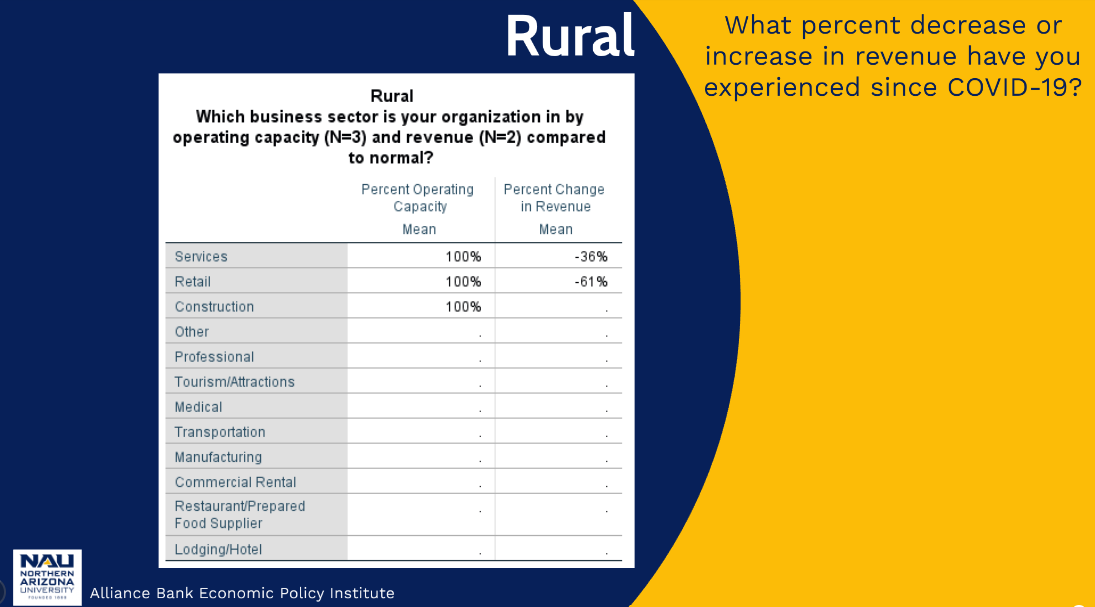 Rural
What percent decrease or
increase in revenue have you
experienced since COVID-19?
Rural
Which business sector is your organization in by
operating capacity (N=3) and revenue (N=2) compared
to normal?
Percent Operating Capacity Percent Change in Revenue
Mean Mean
Services 100% -36%
Retail 100% -61%
Construction 100% .
Other . .
Professional . .
Tourism/Attractions . .
Medical . .
Transportation . .
Manufacturing . .
Commercial Rental . .
Restaurant/Prepared
Food Supplier . .
Lodging/Hotel . .
NAU
NORTHERN
ARIZONA
UNIVERSITY
FOUNDED 1899
Alliance Bank Economic Policy Institute